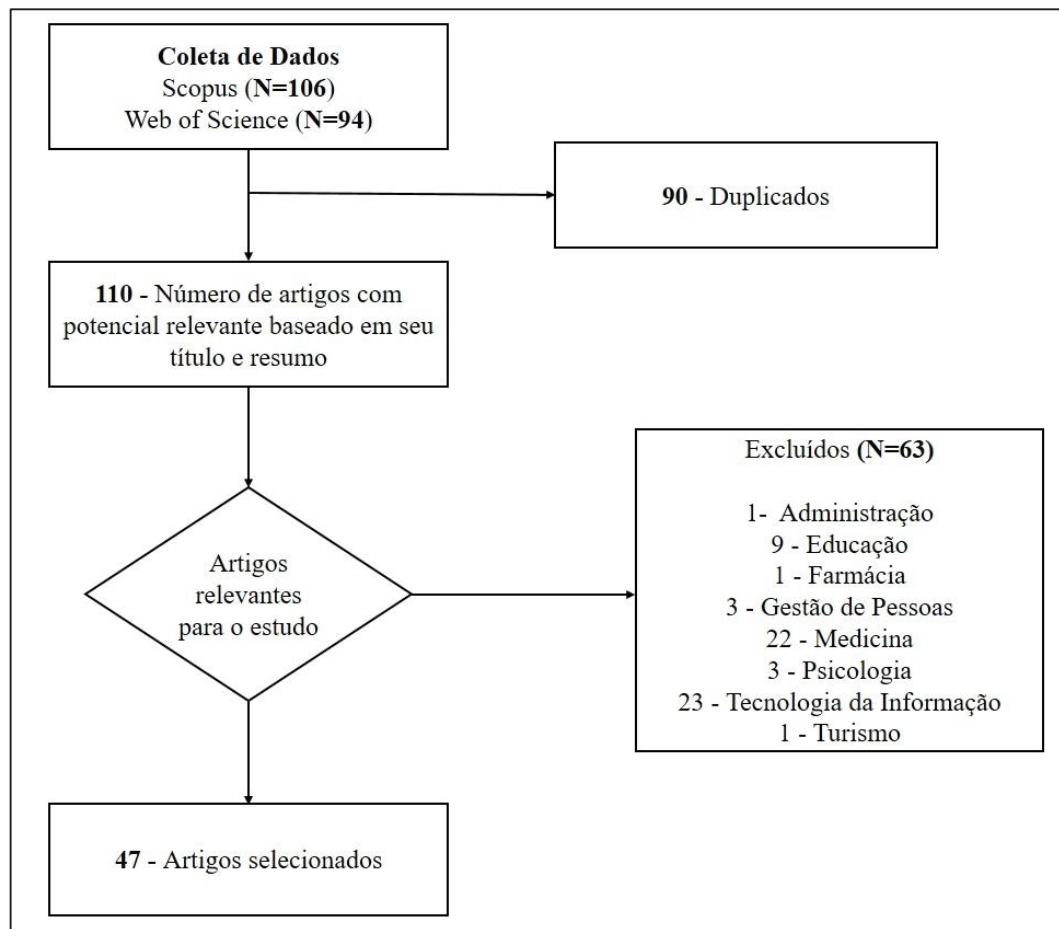 Coleta de Dados
Scopus (N=106)
Web of Science (N=94)
90 - Duplicados
110 - Número de artigos com
potencial relevante baseado em seu
título e resumo
Artigos
relevantes
para o estudo
Excluídos (N=63)
1-  Administração
9 - Educação
1 - Farmácia
3 - Gestão de Pessoas
22 - Medicina
3 - Psicologia
23 - Tecnologia da Informação
1 - Turismo
47 - Artigos selecionados